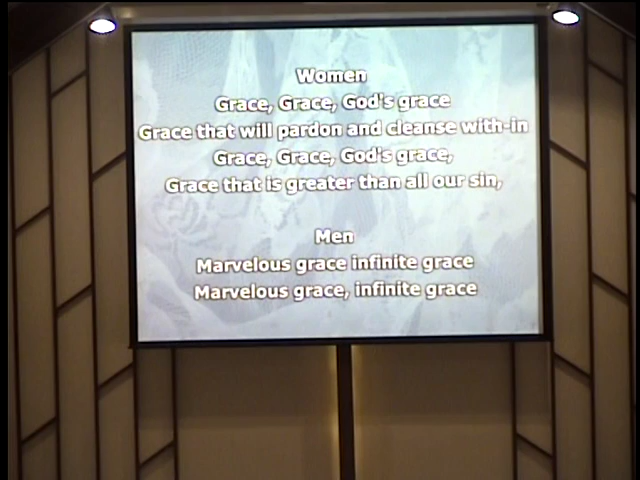 Women
Grace, Grace, God's grace
Grace that will pardon and cleanse with-in
Grace, Grace, God's grace,
Grace that is greater than all our sin,
Men
Marvelous grace infinite grace
Marvelous grace, infinite grace